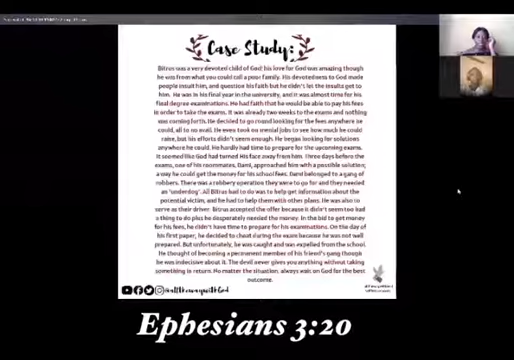 Case Study:
Bitrus was a very devoted child of God; his love for God was amazing though
he was from what you could call a poor family. His devotedness to God made
people insult him, and question his faith but he didn't let the insults get to
him. He was in his final year in the university, and it was almost time for his
final degree examinations. He had faith that he would be able to pay his fees
in order to take the exams. It was already two weeks to the exams and nothing
was coming forth. He decided to go round looking for the fees anywhere he
could, all to no avail. He even took on menial jobs to see how much he could
raise, but his efforts didn't seem enough. He began looking for solutions
anywhere he could. He hardly had time to prepare for the upcoming exams.
It seemed like God had turned His face away from him. Three days before the
exams, one of his roommates, Dami, approached him with a possible solution;
a way he could get the money for his school fees. Dami belonged to a gang of
robbers. There was a robbery operation they were to go for and they needed
an 'underdog'. All Bitrus had to do was to help get information about the
potential victim, and he had to help them with other plans. He was also to
serve as their driver. Bitrus accepted the offer because it didn't seem too bad
a thing to do plus he desperately needed the money. In the bid to get money
for his fees, he didn't have time to prepare for his examinations. On the day of
his first paper, he decided to cheat during the exam because he was not well
prepared. But unfortunately, he was caught and was expelled from the school.
He thought of becoming a permanent member of his friend's gang though
he was indecisive about it. The devil never gives you anything without taking
something in return. No matter the situation, always wait on God for the best
outcome.
@allthewaywithGod
Ephesians 3:20